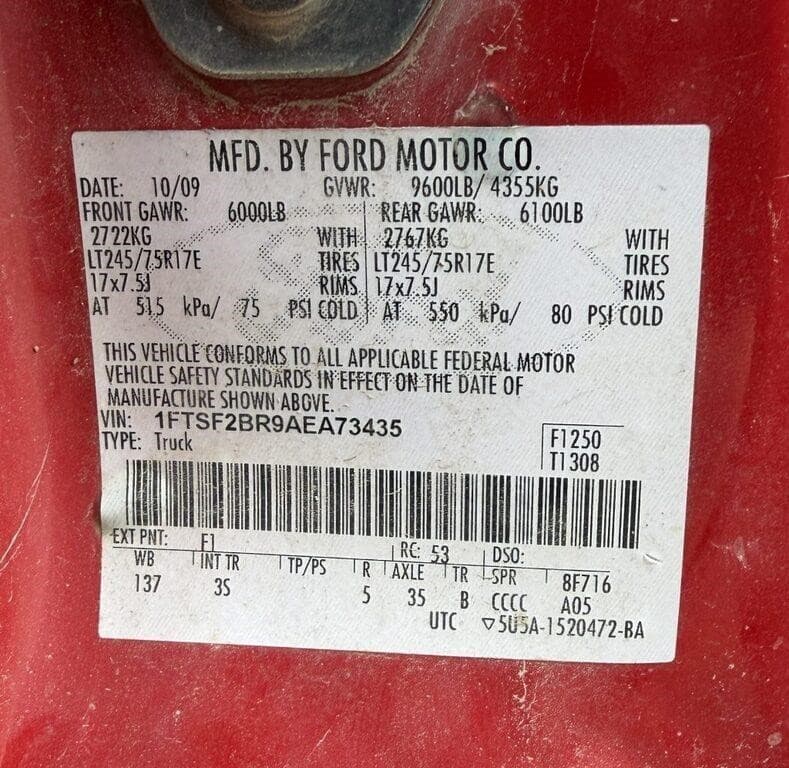 MFD. BY FORD MOTOR CO.
DATE: 10/09 GVWR: 9600LB/ 4355KG
FRONT GAWR: 6000LB REAR GAWR: 6100LB
2722KG WITH 2767KG WITH
LT245/75R17E TIRES LT245/75R17E TIRES
17x7.5J RIMS 17x7.5J RIMS
AT 515 kPa/ 75 PSI COLD AT 550 kPa/ 80 PSI COLD
THIS VEHICLE CONFORMS TO ALL APPLICABLE FEDERAL MOTOR
VEHICLE SAFETY STANDARDS IN EFFECT ON THE DATE OF
MANUFACTURE SHOWN ABOVE.
VIN: 1FTSF2BR9AEA73435
TYPE: Truck
F1250
T1308
EXT PNT: F1 RC: 53 DSO:
WB INT TR TP/PS R AXLE TR SPR 8F716
137 3S 5 35 B CCCC A05
UTC ▽5U5A-1520472-BA